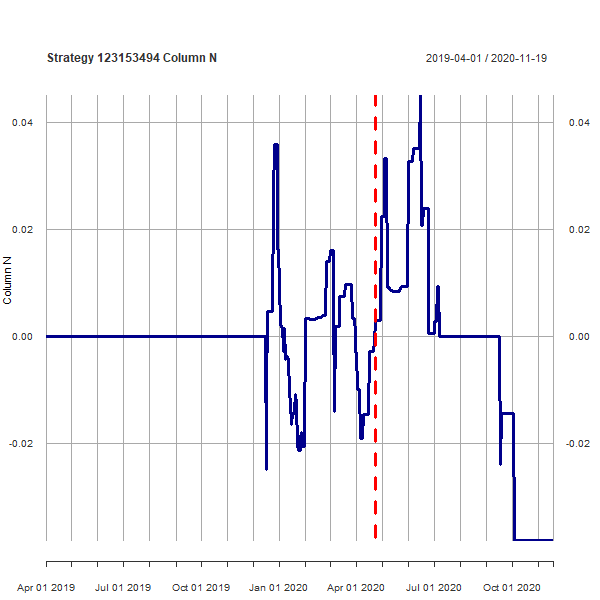 Strategy 123153494 Column N
2019-04-01 / 2020-11-19
0.04
0.04
0.02
0.02
0.00
0.00
-0.02
-0.02
Column N
Apr 01 2019
Jul 01 2019
Oct 01 2019
Jan 01 2020
Apr 01 2020
Jul 01 2020
Oct 01 2020